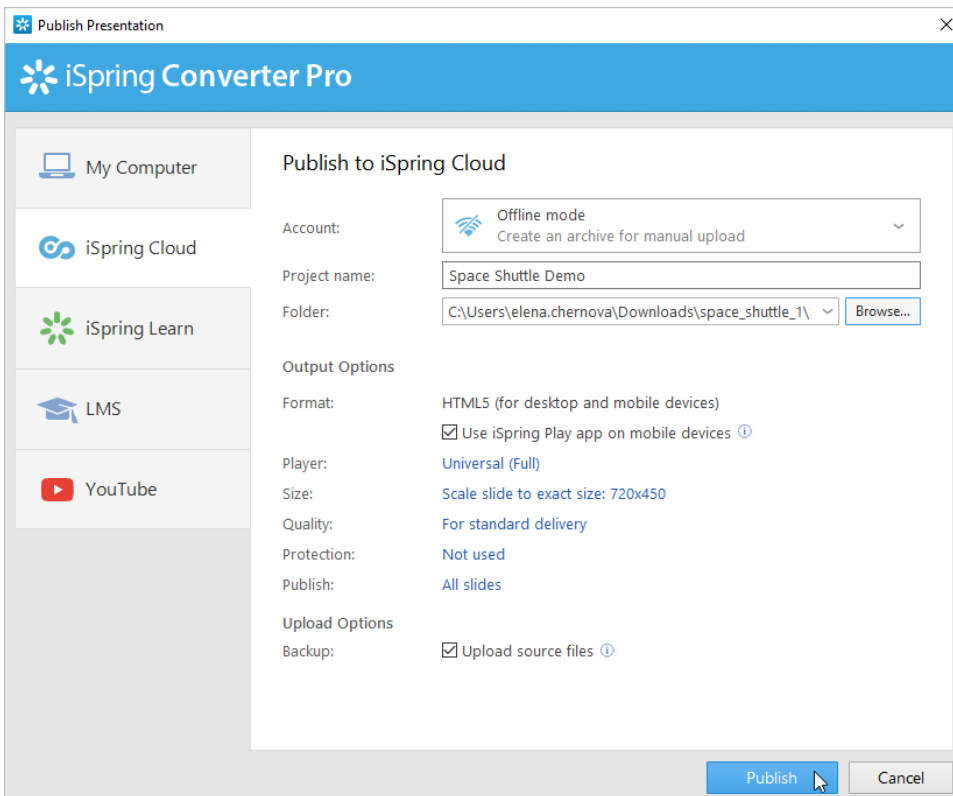 Publish Presentation
iSpring Converter Pro
My Computer
iSpring Cloud
iSpring Learn
LMS
YouTube
Publish to iSpring Cloud
Account:
Offline mode
Create an archive for manual upload
Project name: Space Shuttle Demo
Folder: C:\Users\elena.chernova\Downloads\space_shuttle_1\ Browse...
Output Options
Format: HTML5 (for desktop and mobile devices)
Use iSpring Play app on mobile devices
Player: Universal (Full)
Size: Scale slide to exact size: 720x450
Quality: For standard delivery
Protection: Not used
Publish: All slides
Upload Options
Backup: Upload source files
Publish Cancel